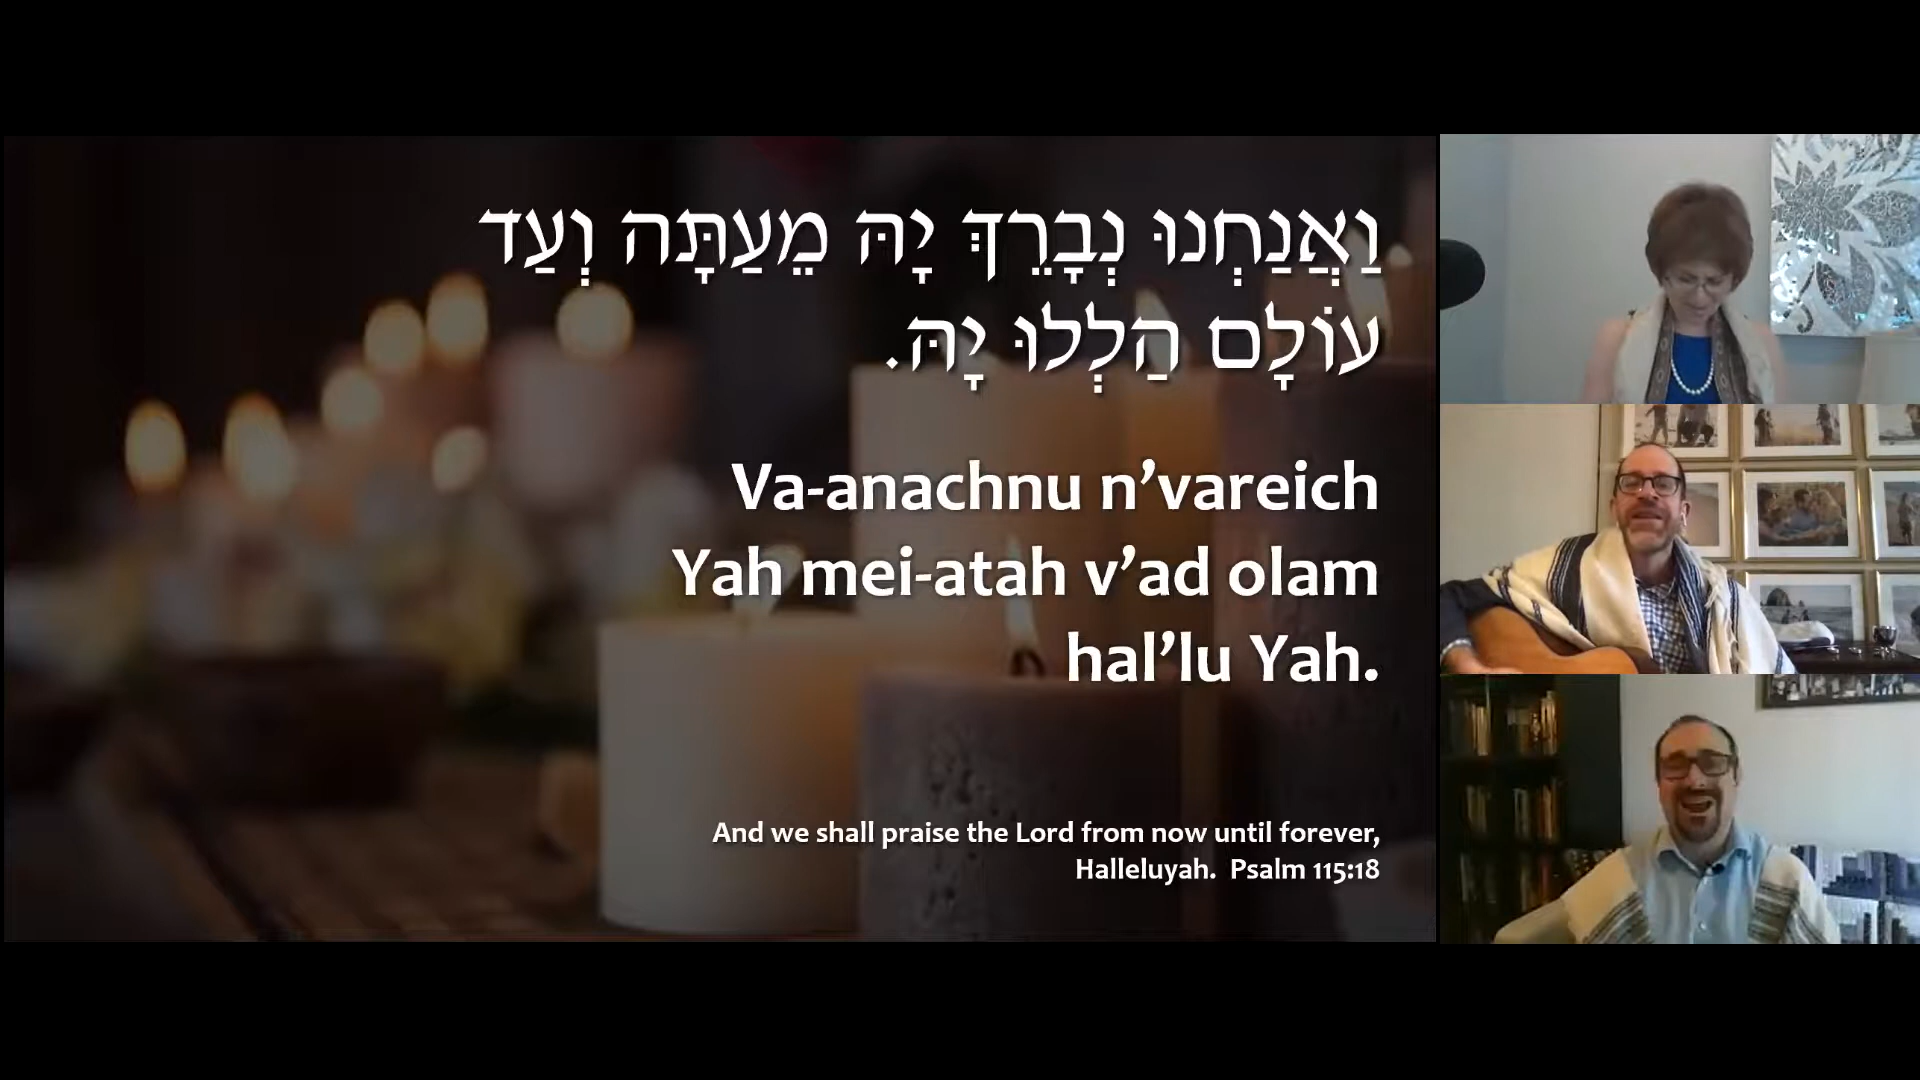 וַאֲנַחְנוּ נְבָרֵךְ יָהּ מֵעַתָּה וְעַד
עוֹלָם הַלְלוּ יָהּ.
Va-anachnu n’vareich
Yah mei-atah v’ad olam
hal’lu Yah.
And we shall praise the Lord from now until forever,
Halleluyah. Psalm 115:18